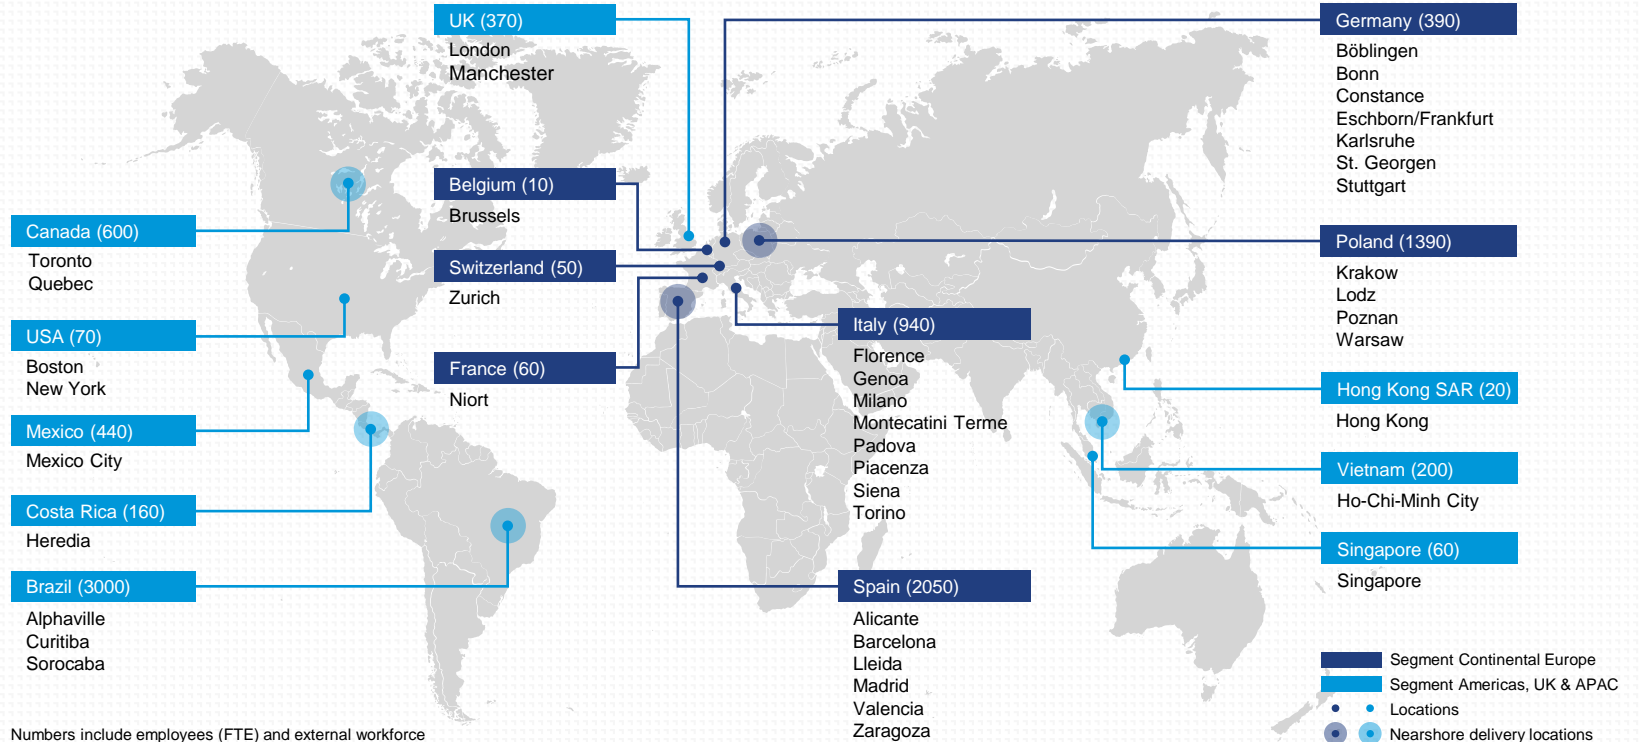 UK (370)
London
Manchester
Germany (390)
Böblingen
Bonn
Constance
Eschborn/Frankfurt
Karlsruhe
St. Georgen
Stuttgart
Belgium (10)
Brussels
Canada (600)
Toronto
Quebec
Switzerland (50)
Zurich
Poland (1390)
Krakow
Lodz
Poznan
Warsaw
USA (70)
Boston
New York
France (60)
Niort
Italy (940)
Florence
Genoa
Milano
Montecatini Terme
Padova
Piacenza
Siena
Torino
Hong Kong SAR (20)
Hong Kong
Mexico (440)
Mexico City
Vietnam (200)
Ho-Chi-Minh City
Costa Rica (160)
Heredia
Singapore (60)
Singapore
Brazil (3000)
Alphaville
Curitiba
Sorocaba
Spain (2050)
Alicante
Barcelona
Lleida
Madrid
Valencia
Zaragoza
Segment Continental Europe
Segment Americas, UK & APAC
Locations
Nearshore delivery locations
Numbers include employees (FTE) and external workforce